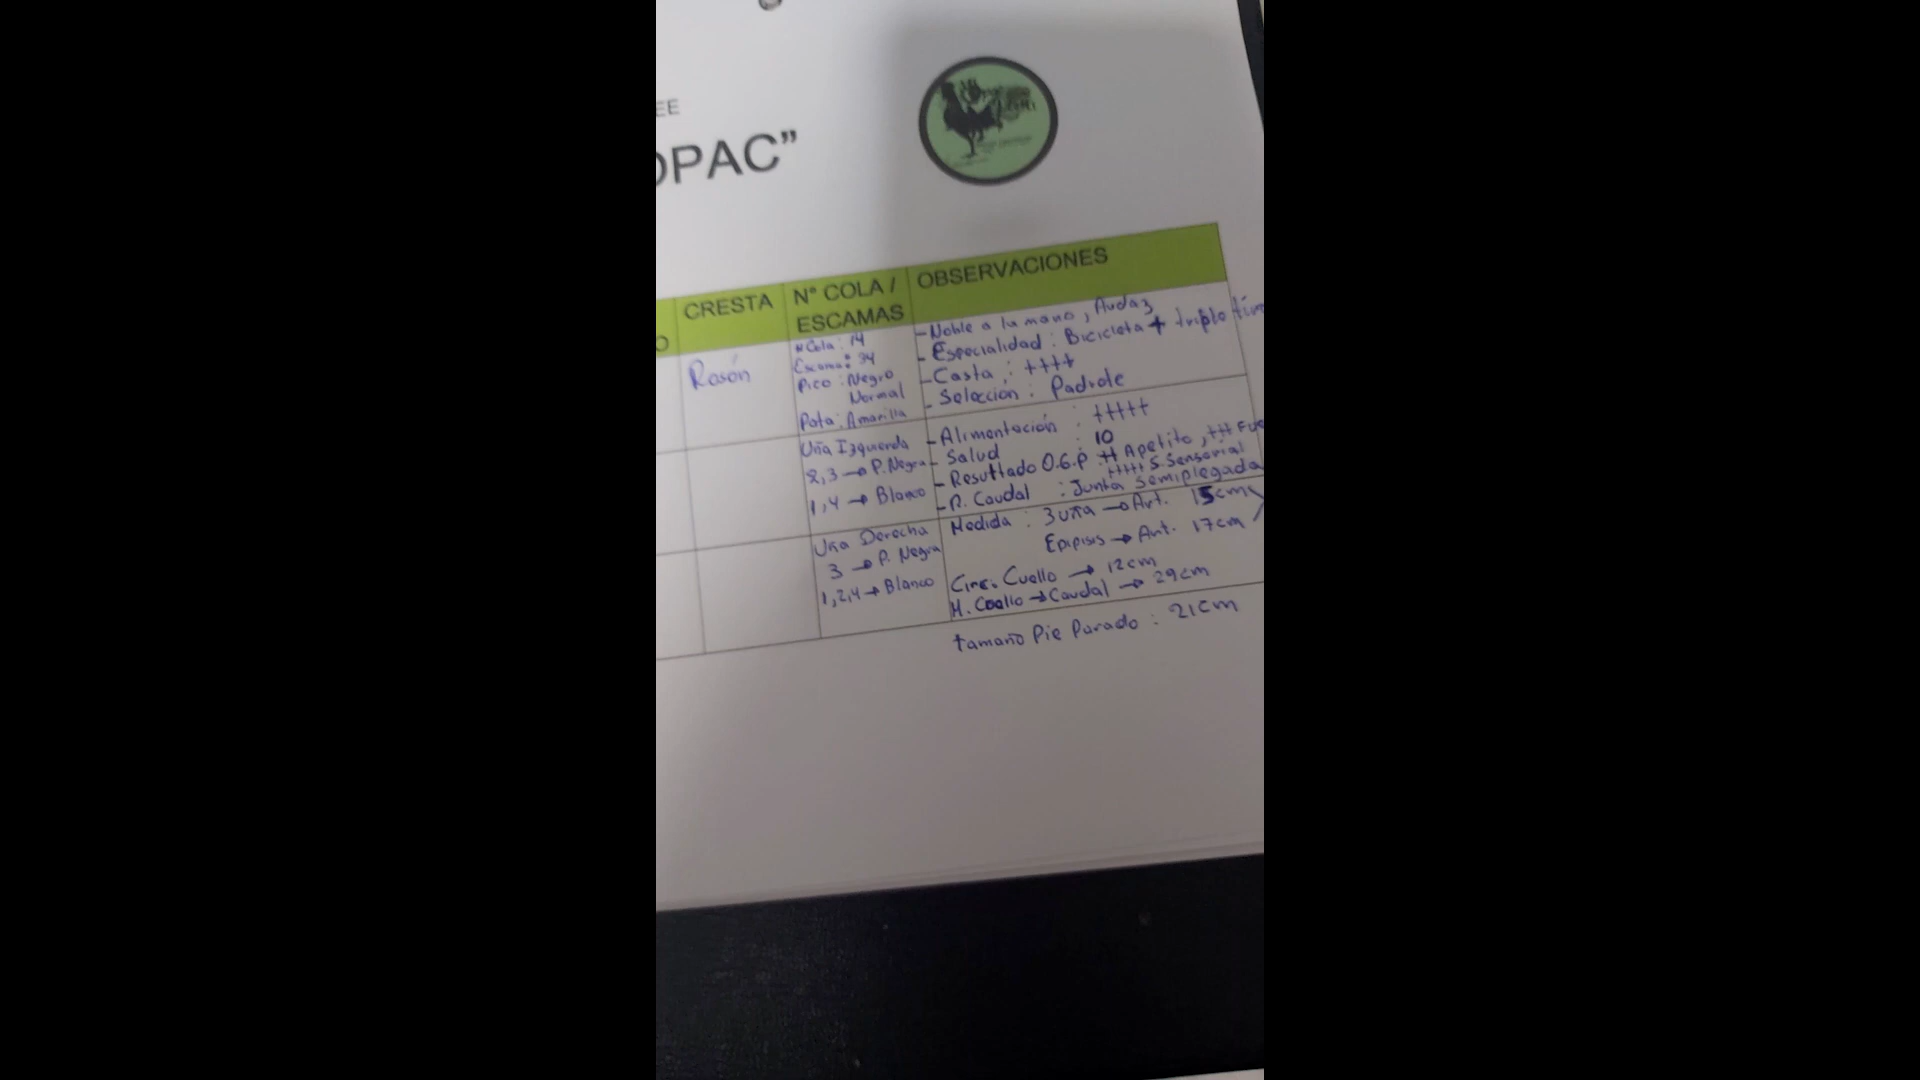 EE
OPAC”
CRESTA
N° COLA /
ESCAMAS
OBSERVACIONES
O
Rosón
N Cola: 14
Escama: 34
Pico: Negro
Normal
Pata: Amarilla
- Noble a la mano, Audaz
- Especialidad: Bicicleta + triple
- Casta: ++++
- Selección: Padrote
Uña Izquierda
2,3 → P. Negra
1,4 → Blanco
- Alimentación: +++++
- Salud: 10
- Resultado O.G.P: ++ Apetito, +++
+++++ S. Sensorial
- R. Caudal: Junta Semiplegada
Uña Derecha
3 → P. Negra
1,2,4 → Blanco
Medida: 3 uña → Art. 15cm
→ Ant. 17cm
Circ. Cuello → 12cm
M. Cuello → Caudal → 29cm
tamaño Pie Parado: 21cm